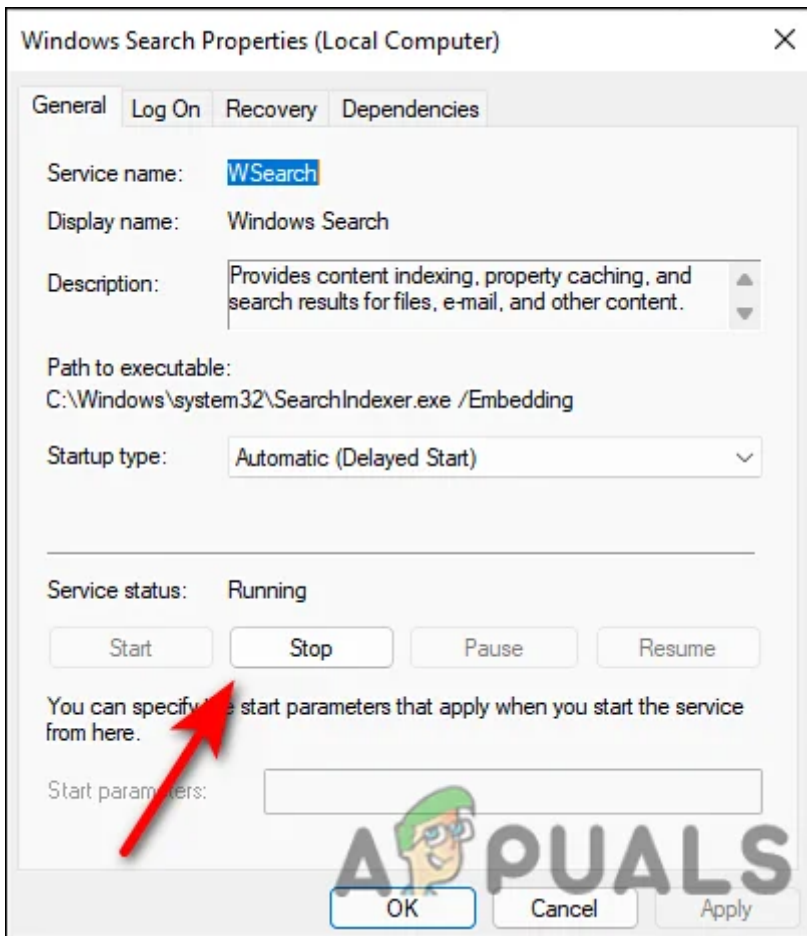 Windows Search Properties (Local Computer)
General Log On Recovery Dependencies
Service name: WSearch
Display name: Windows Search
Description: Provides content indexing, property caching, and
search results for files, e-mail, and other content.
Path to executable:
C:\Windows\system32\SearchIndexer.exe /Embedding
Startup type: Automatic (Delayed Start)
Service status: Running
Start Stop Pause Resume
You can specify start parameters that apply when you start the service
from here.
Start parameters:
APPUALS
OK Cancel Apply